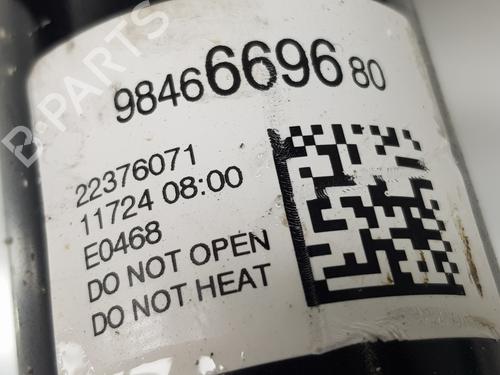 B-PARTS
9846669680
22376071
11724 08:00
E0468
DO NOT OPEN
DO NOT HEAT